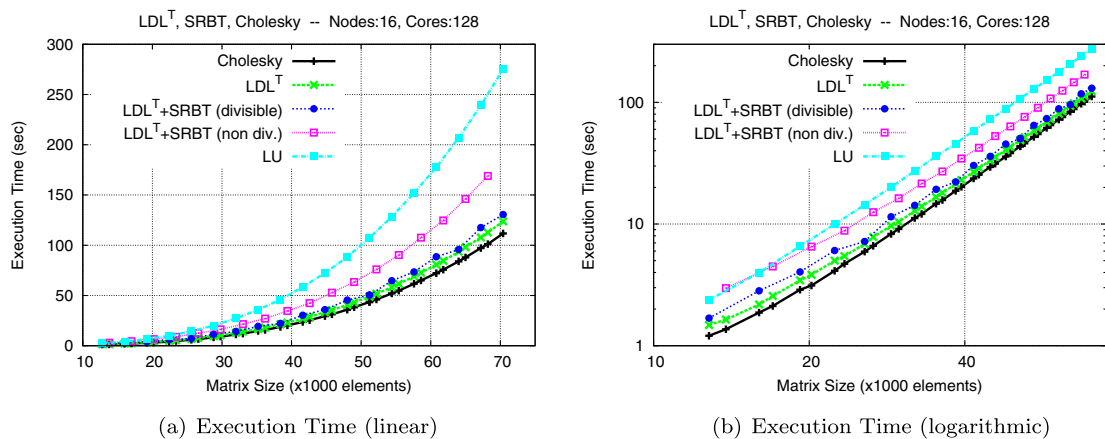 LDL^T, SRBT, Cholesky -- Nodes:16, Cores:128
300
250
200
150
100
50
0
10
20
30
40
50
60
70
Execution Time (sec)
Matrix Size (x1000 elements)
Cholesky
LDL^T
LDL^T+SRBT (divisible)
LDL^T+SRBT (non div.)
LU
(a) Execution Time (linear)
LDL^T, SRBT, Cholesky -- Nodes:16, Cores:128
100
10
1
10
20
40
Execution Time (sec)
Matrix Size (x1000 elements)
Cholesky
LDL^T
LDL^T+SRBT (divisible)
LDL^T+SRBT (non div.)
LU
(b) Execution Time (logarithmic)